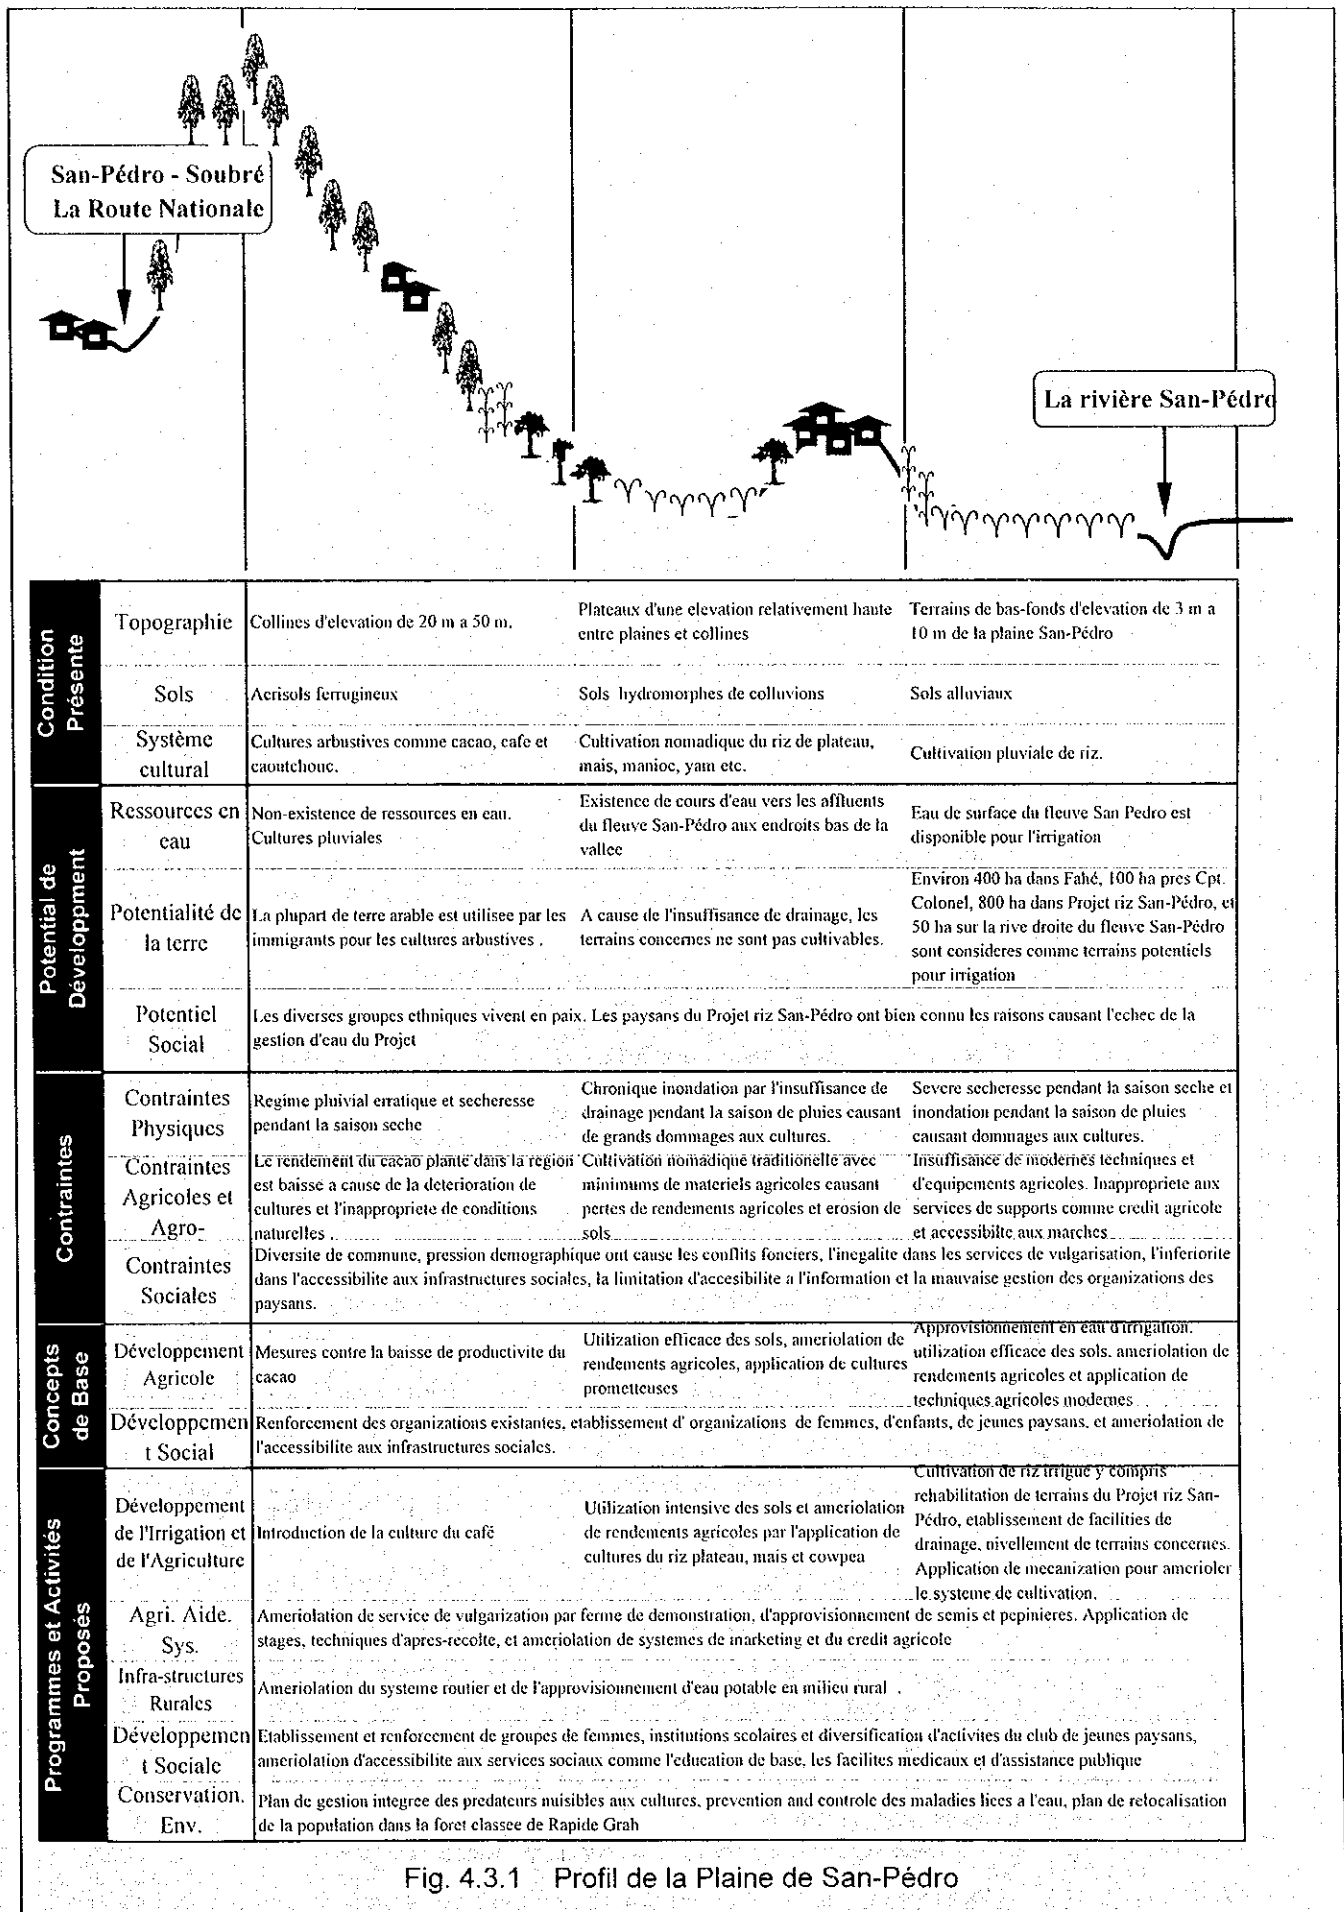 San-Pédro - Soubré
La Route Nationale
La rivière San-Pédro
Condition
Présente
Topographie
Collines d'elevation de 20 m a 50 m.
Plateaux d'une elevation relativement haute
entre plaines et collines
Terrains de bas-fonds d'elevation de 3 m a
10 m de la plaine San-Pédro
Sols
Acrisols ferrugineux
Sols hydromorphes de colluvions
Sols alluviaux
Système
cultural
Cultures arbustives comme cacao, cafe et
caoutchouc.
Cultivation nomadique du riz de plateau,
mais, manioc, yam etc.
Cultivation pluviale de riz.
Potential de
Développment
Ressources en
eau
Non-existence de ressources en eau.
Cultures pluviales
Existence de cours d'eau vers les affluents
du fleuve San-Pédro aux endroits bas de la
vallee
Eau de surface du fleuve San Pedro est
disponible pour l'irrigation
Potentialité de
la terre
La plupart de terre arable est utilisee par les
immigrants pour les cultures arbustives .
A cause de l'insuffisance de drainage, les
terrains concernes ne sont pas cultivables.
Environ 400 ha dans Fahé, 100 ha pres Cpt.
Colonel, 800 ha dans Projet riz San-Pédro, et
50 ha sur la rive droite du fleuve San-Pédro
sont consideres comme terrains potentiels
pour irrigation
Potentiel
Social
Les diverses groupes ethniques vivent en paix. Les paysans du Projet riz San-Pédro ont bien connu les raisons causant l'echec de la
gestion d'eau du Projet
Contraintes
Contraintes
Physiques
Regime pluivial erratique et secheresse
pendant la saison seche
Chronique inondation par l'insuffisance de
drainage pendant la saison de pluies causant
de grands dommages aux cultures.
Severe secheresse pendant la saison seche et
inondation pendant la saison de pluies
causant dommages aux cultures.
Contraintes
Agricoles et
Agro-
Le rendement du cacao plante dans la region
est baisse a cause de la deterioration de
cultures et l'inappropriete de conditions
naturelles .
Cultivation nomadique traditionelle avec
minimums de materiels agricoles causant
pertes de rendements agricoles et erosion de
sols
Insuffisance de modernes techniques et
d'equipements agricoles. Inappropriete aux
services de supports comme credit agricole
et accessibilte aux marches
Contraintes
Sociales
Diversite de commune, pression demographique ont cause les conflits fonciers, l'inegalite dans les services de vulgarisation, l'inferiorite
dans l'accessibilite aux infrastructures sociales, la limitation d'accesibilite a l'information et la mauvaise gestion des organizations des
paysans.
Concepts
de Base
Développement
Agricole
Mesures contre la baisse de productivite du
cacao
Utilization efficace des sols, ameriolation de
rendements agricoles, application de cultures
prometteuses
Approvisionnement en eau d'irrigation.
utilization efficace des sols. ameriolation de
rendements agricoles et application de
techniques agricoles modernes
Développemen
t Social
Renforcement des organizations existantes, etablissement d' organizations de femmes, d'enfants, de jeunes paysans, et ameriolation de
l'accessibilite aux infrastructures sociales.
Programmes et Activités
Proposés
Développement
de l'Irrigation et
de l'Agriculture
Introduction de la culture du café
Utilization intensive des sols et ameriolation
de rendements agricoles par l'application de
cultures du riz plateau, mais et cowpea
Cultivation de riz irrigue y compris
rehabilitation de terrains du Projet riz San-
Pédro, etablissement de facilities de
drainage, nivellement de terrains concernes.
Application de mecanization pour amerioler
le systeme de cultivation.
Agri. Aide.
Sys.
Ameriolation de service de vulgarization par ferme de demonstration, d'approvisionnement de semis et pepinieres. Application de
stages, techniques d'apres-recolte, et ameriolation de systemes de marketing et du credit agricole
Infra-structures
Rurales
Ameriolation du systeme routier et de l'approvisionnement d'eau potable en milieu rural .
Développemen
t Sociale
Etablissement et renforcement de groupes de femmes, institutions scolaires et diversification d'activites du club de jeunes paysans,
ameriolation d'accessibilite aux services sociaux comme l'education de base, les facilites medicaux et d'assistance publique
Conservation.
Env.
Plan de gestion integree des predateurs nuisibles aux cultures, prevention and controle des maladies liees a l'eau, plan de relocalisation
de la population dans la foret classee de Rapide Grah
Fig. 4.3.1 Profil de la Plaine de San-Pédro